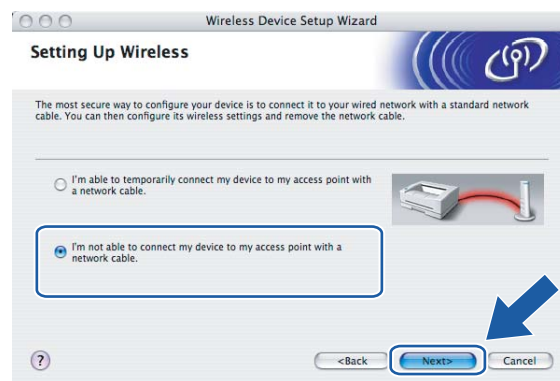 Wireless Device Setup Wizard
Setting Up Wireless
The most secure way to configure your device is to connect it to your wired network with a standard network
cable. You can then configure its wireless settings and remove the network cable.
I'm able to temporarily connect my device to my access point with
a network cable.
I'm not able to connect my device to my access point with a
network cable.
? <Back Next> Cancel